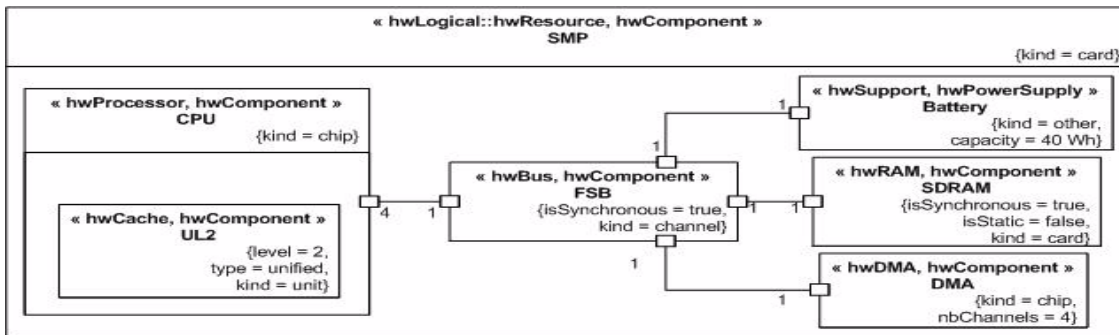 « hwLogical::hwResource, hwComponent »
SMP
{kind = card}
« hwProcessor, hwComponent »
CPU
{kind = chip}
« hwCache, hwComponent »
UL2
{level = 2,
type = unified,
kind = unit}
4
1
« hwBus, hwComponent »
FSB
{isSynchronous = true,
kind = channel}
1
1
« hwSupport, hwPowerSupply »
Battery
{kind = other,
capacity = 40 Wh}
1
1
« hwRAM, hwComponent »
SDRAM
{isSynchronous = true,
isStatic = false,
kind = card}
1
1
« hwDMA, hwComponent »
DMA
{kind = chip,
nbChannels = 4}